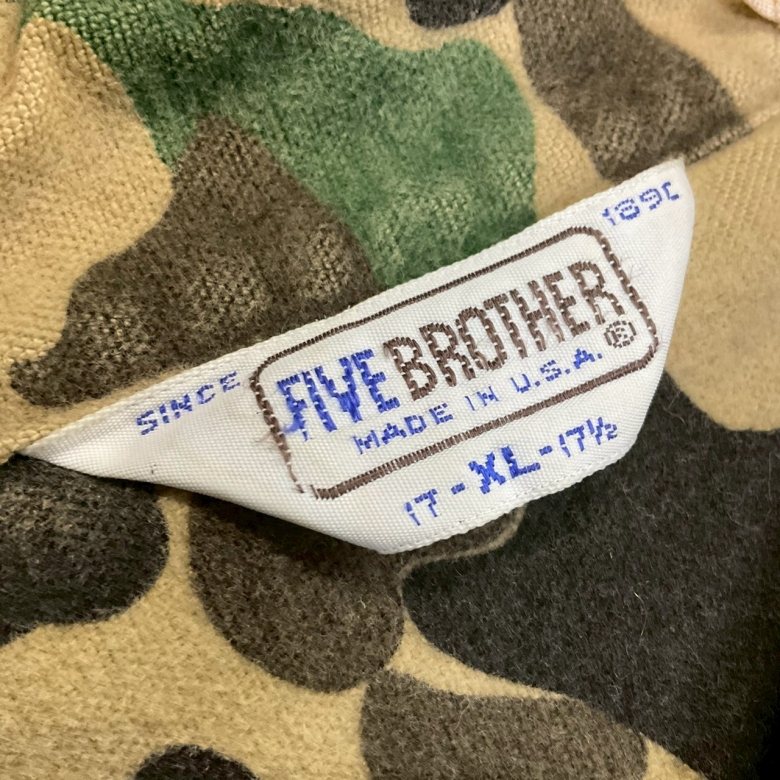 SINCE 1890
FIVE BROTHER®
MADE IN U.S.A.
17-XL-17½